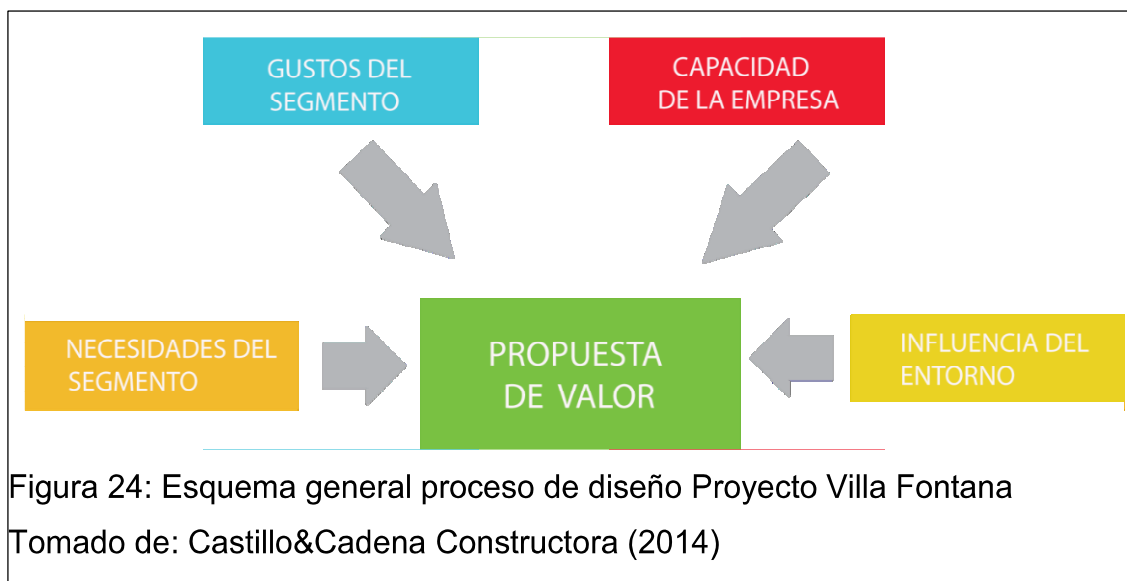 GUSTOS DEL
SEGMENTO
CAPACIDAD
DE LA EMPRESA
NECESIDADES DEL
SEGMENTO
PROPUESTA
DE VALOR
INFLUENCIA DEL
ENTORNO
Figura 24: Esquema general proceso de diseño Proyecto Villa Fontana
Tomado de: Castillo&Cadena Constructora (2014)